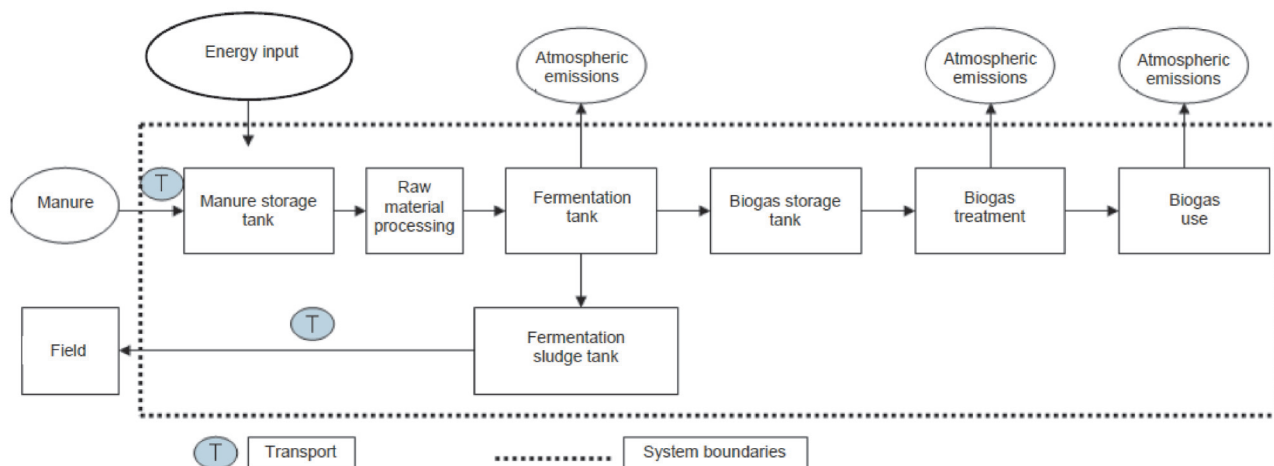 Energy input
Atmospheric
emissions
Atmospheric
emissions
Atmospheric
emissions
Manure
T
Manure storage
tank
Raw
material
processing
Fermentation
tank
Biogas storage
tank
Biogas
treatment
Biogas
use
Field
T
Fermentation
sludge tank
T
Transport
System boundaries